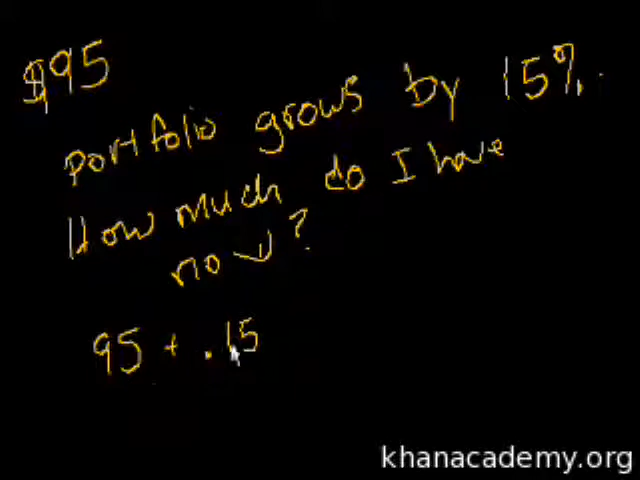 $95
Portfolio grows by 15%.
How much do I have
now?
95 + .15
khanacademy.org